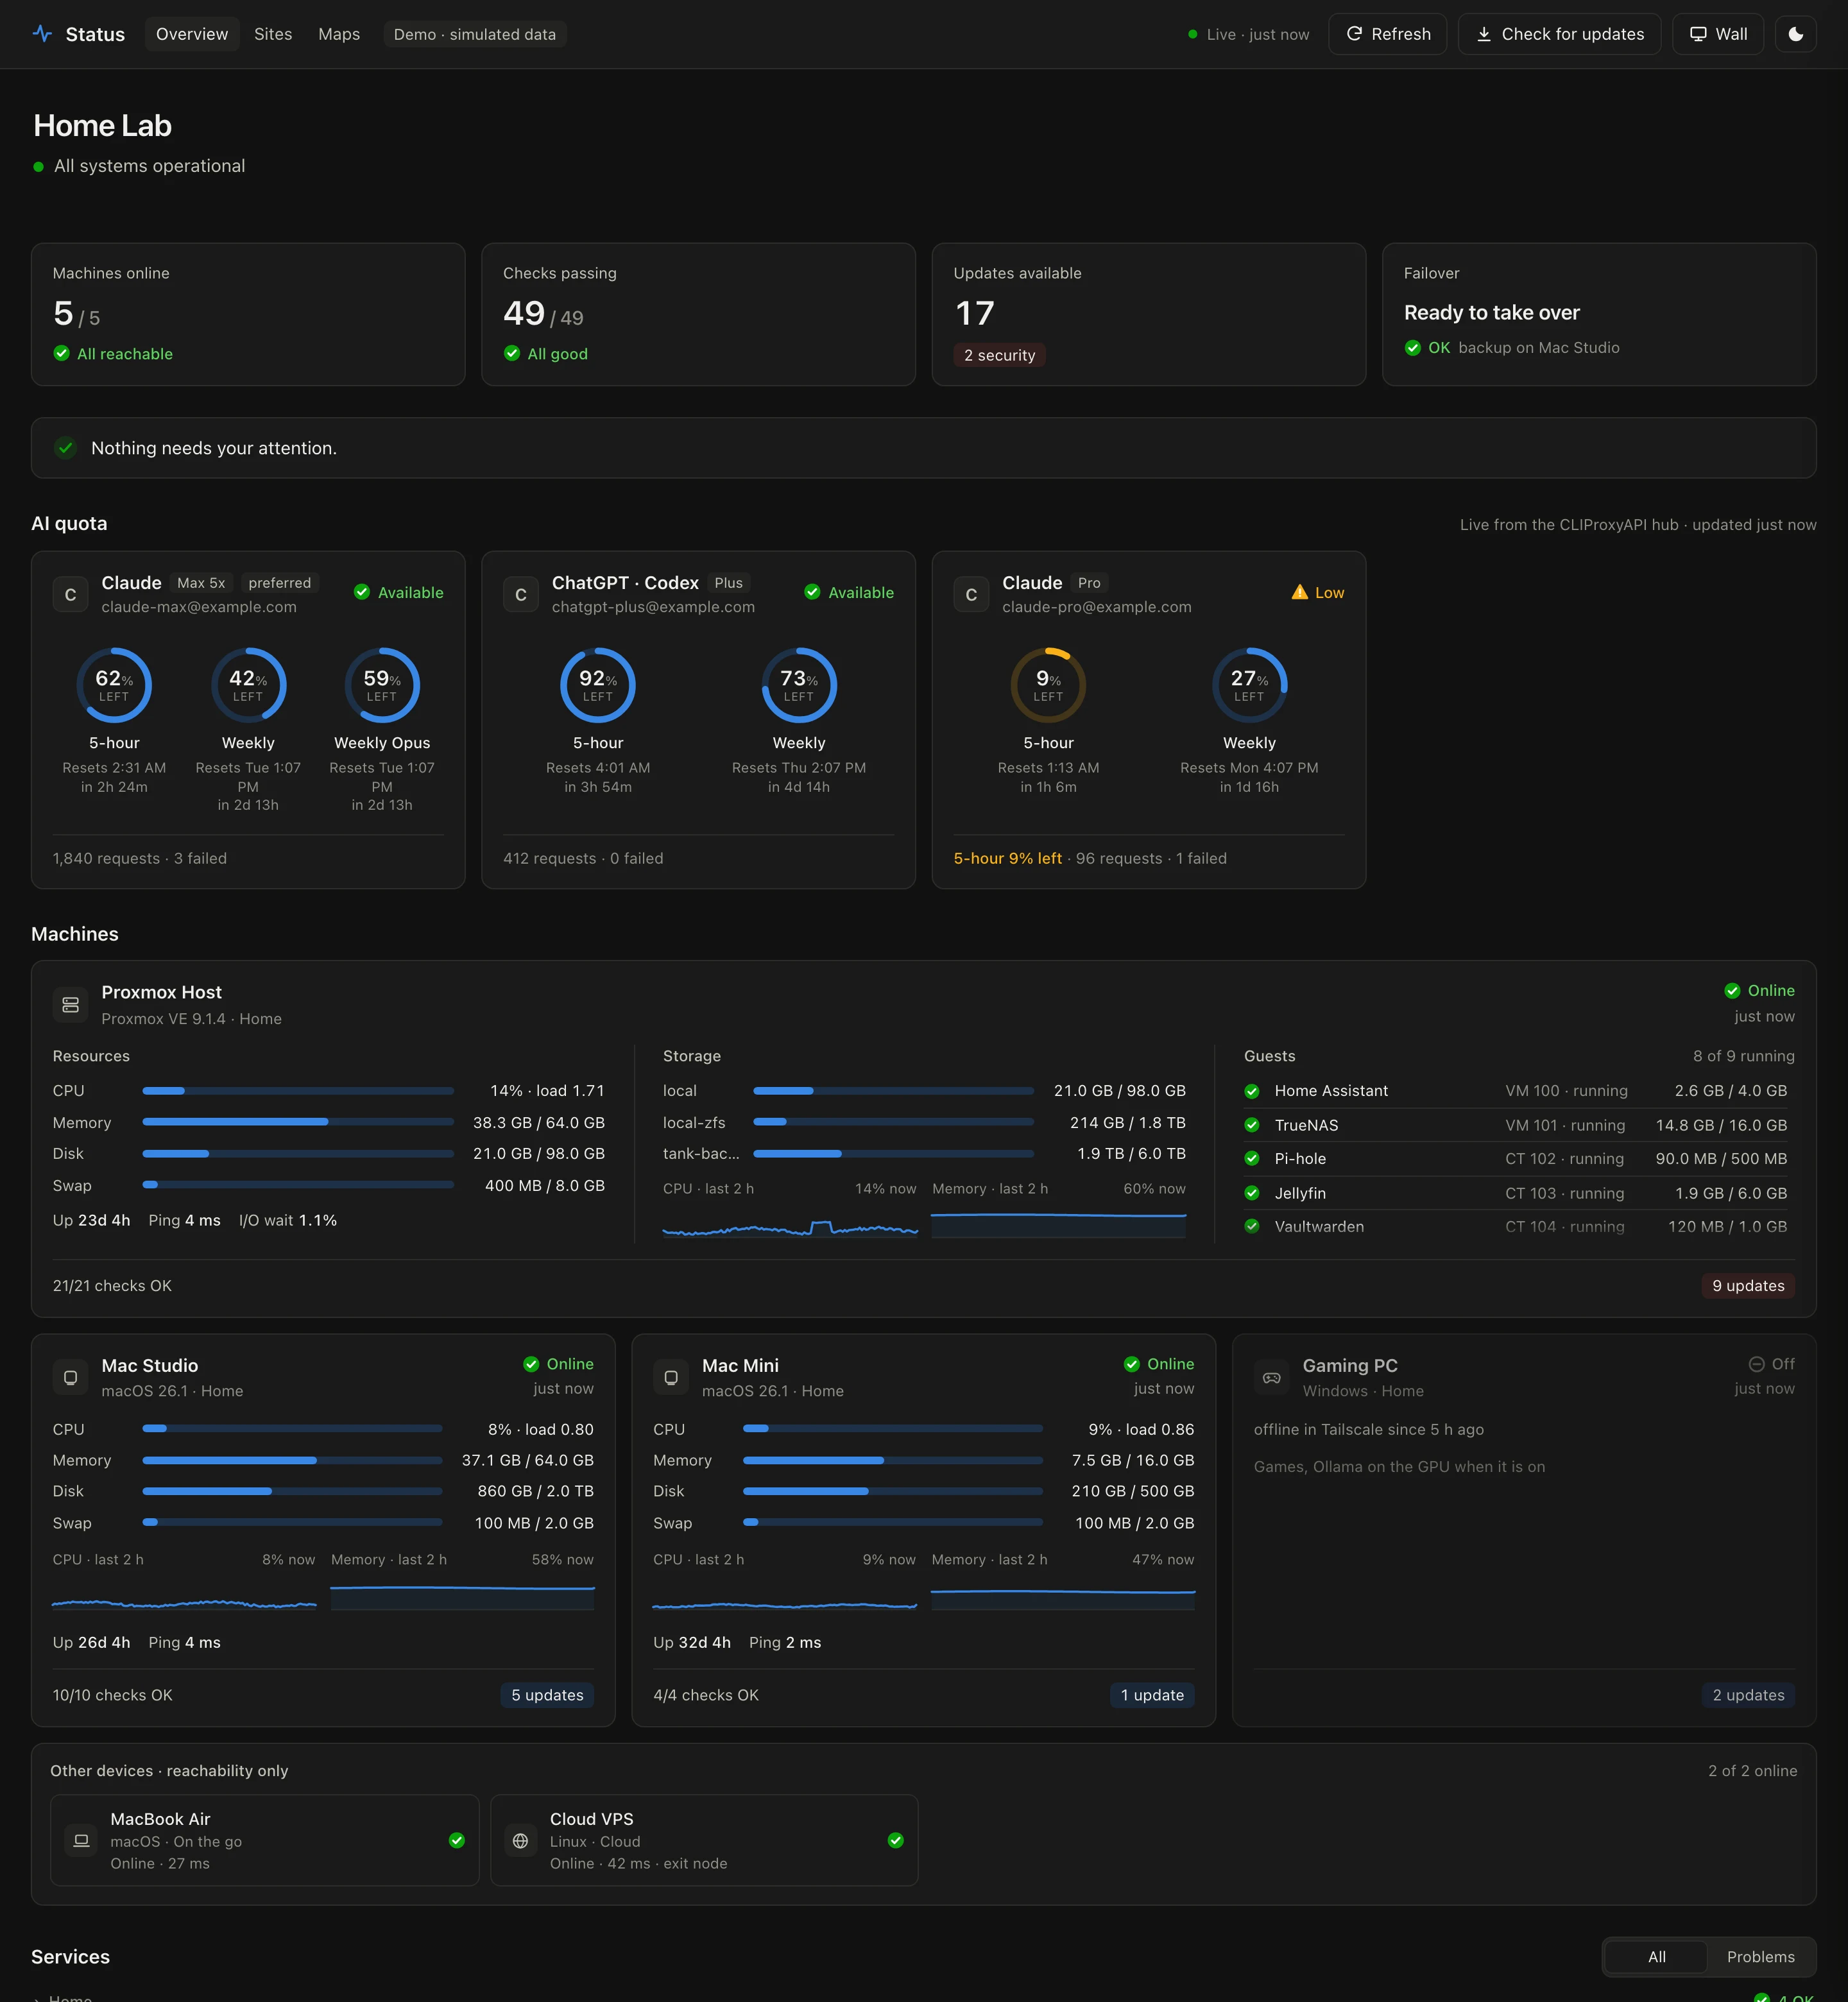 Status Overview Sites Maps Demo · simulated data Live · just now Refresh Check for updates Wall
Home Lab
All systems operational
Machines online
5 / 5
All reachable
Checks passing
49 / 49
All good
Updates available
17
2 security
Failover
Ready to take over
OK backup on Mac Studio
Nothing needs your attention.
AI quota
Live from the CLIProxyAPI hub · updated just now
C
Claude Max 5x preferred
claude-max@example.com
Available
62% LEFT
5-hour
Resets 2:31 AM
in 2h 24m
42% LEFT
Weekly
Resets Tue 1:07
PM
in 2d 13h
59% LEFT
Weekly Opus
Resets Tue 1:07
PM
in 2d 13h
1,840 requests · 3 failed
C
ChatGPT · Codex Plus
chatgpt-plus@example.com
Available
92% LEFT
5-hour
Resets 4:01 AM
in 3h 54m
73% LEFT
Weekly
Resets Thu 2:07 PM
in 4d 14h
412 requests · 0 failed
C
Claude Pro
claude-pro@example.com
Low
9% LEFT
5-hour
Resets 1:13 AM
in 1h 6m
27% LEFT
Weekly
Resets Mon 4:07 PM
in 1d 16h
5-hour 9% left · 96 requests · 1 failed
Machines
Proxmox Host
Proxmox VE 9.1.4 · Home
Online
just now
Resources
CPU 14% · load 1.71
Memory 38.3 GB / 64.0 GB
Disk 21.0 GB / 98.0 GB
Swap 400 MB / 8.0 GB
Up 23d 4h Ping 4 ms I/O wait 1.1%
Storage
local 21.0 GB / 98.0 GB
local-zfs 214 GB / 1.8 TB
tank-bac... 1.9 TB / 6.0 TB
CPU · last 2 h 14% now Memory · last 2 h 60% now
Guests 8 of 9 running
Home Assistant VM 100 · running 2.6 GB / 4.0 GB
TrueNAS VM 101 · running 14.8 GB / 16.0 GB
Pi-hole CT 102 · running 90.0 MB / 500 MB
Jellyfin CT 103 · running 1.9 GB / 6.0 GB
Vaultwarden CT 104 · running 120 MB / 1.0 GB
21/21 checks OK 9 updates
Mac Studio
macOS 26.1 · Home
Online
just now
CPU 8% · load 0.80
Memory 37.1 GB / 64.0 GB
Disk 860 GB / 2.0 TB
Swap 100 MB / 2.0 GB
CPU · last 2 h 8% now Memory · last 2 h 58% now
Up 26d 4h Ping 4 ms
10/10 checks OK 5 updates
Mac Mini
macOS 26.1 · Home
Online
just now
CPU 9% · load 0.86
Memory 7.5 GB / 16.0 GB
Disk 210 GB / 500 GB
Swap 100 MB / 2.0 GB
CPU · last 2 h 9% now Memory · last 2 h 47% now
Up 32d 4h Ping 2 ms
4/4 checks OK 1 update
Gaming PC
Windows · Home
Off
just now
offline in Tailscale since 5 h ago
Games, Ollama on the GPU when it is on
2 updates
Other devices · reachability only 2 of 2 online
MacBook Air
macOS · On the go
Online · 27 ms
Cloud VPS
Linux · Cloud
Online · 42 ms · exit node
Services All Problems
Home 4 OK